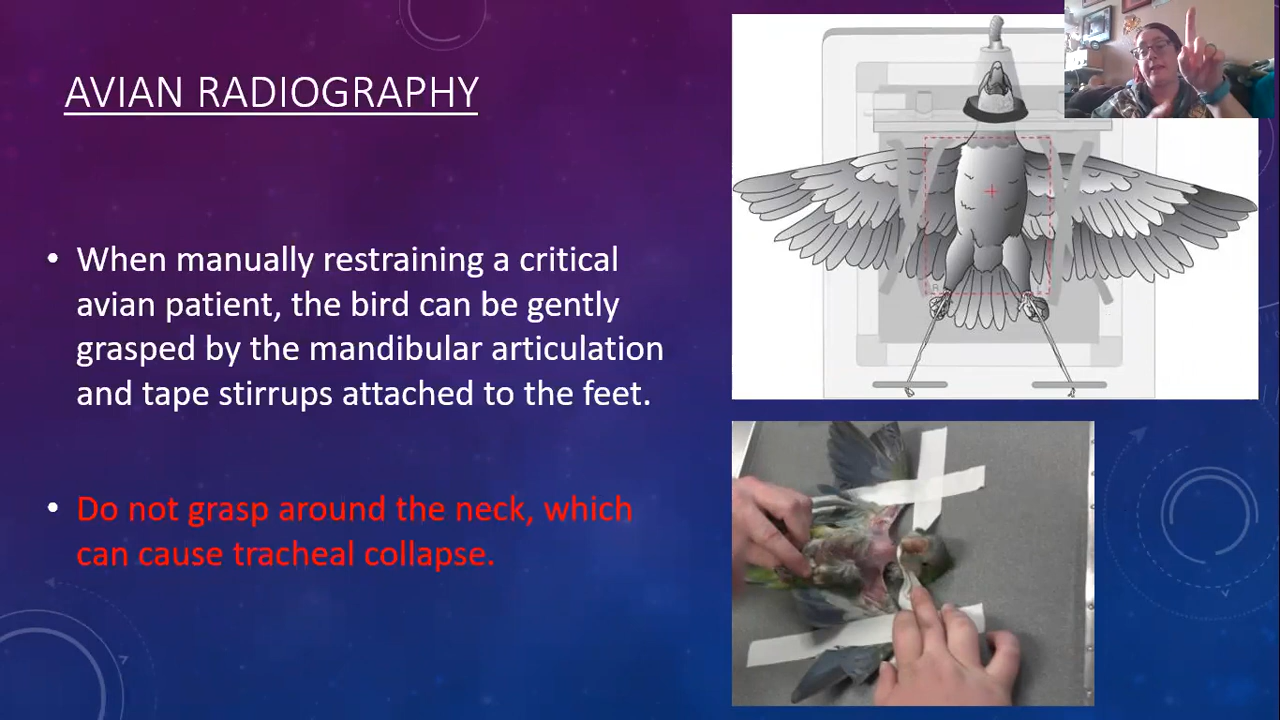 AVIAN RADIOGRAPHY
• When manually restraining a critical
avian patient, the bird can be gently
grasped by the mandibular articulation
and tape stirrups attached to the feet.
• Do not grasp around the neck, which
can cause tracheal collapse.
R